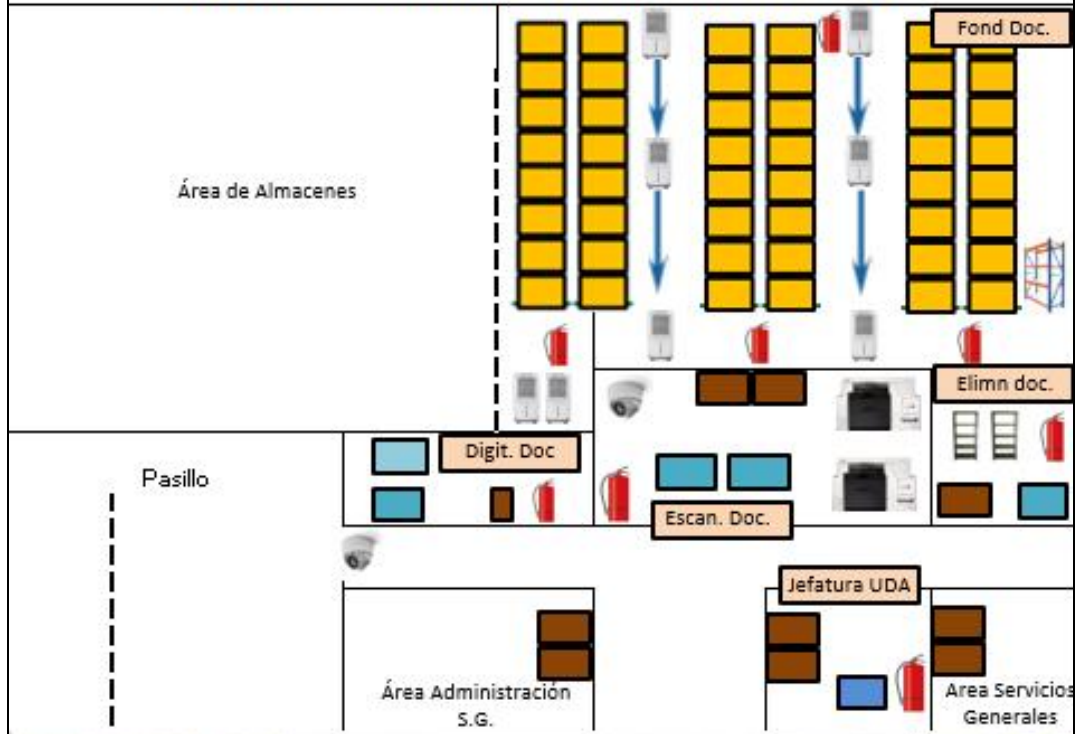 Fond Doc.
Área de Almacenes
Elimn doc.
Digit. Doc
Pasillo
Escan. Doc.
Jefatura UDA
Área Administración
S.G.
Area Servicios
Generales